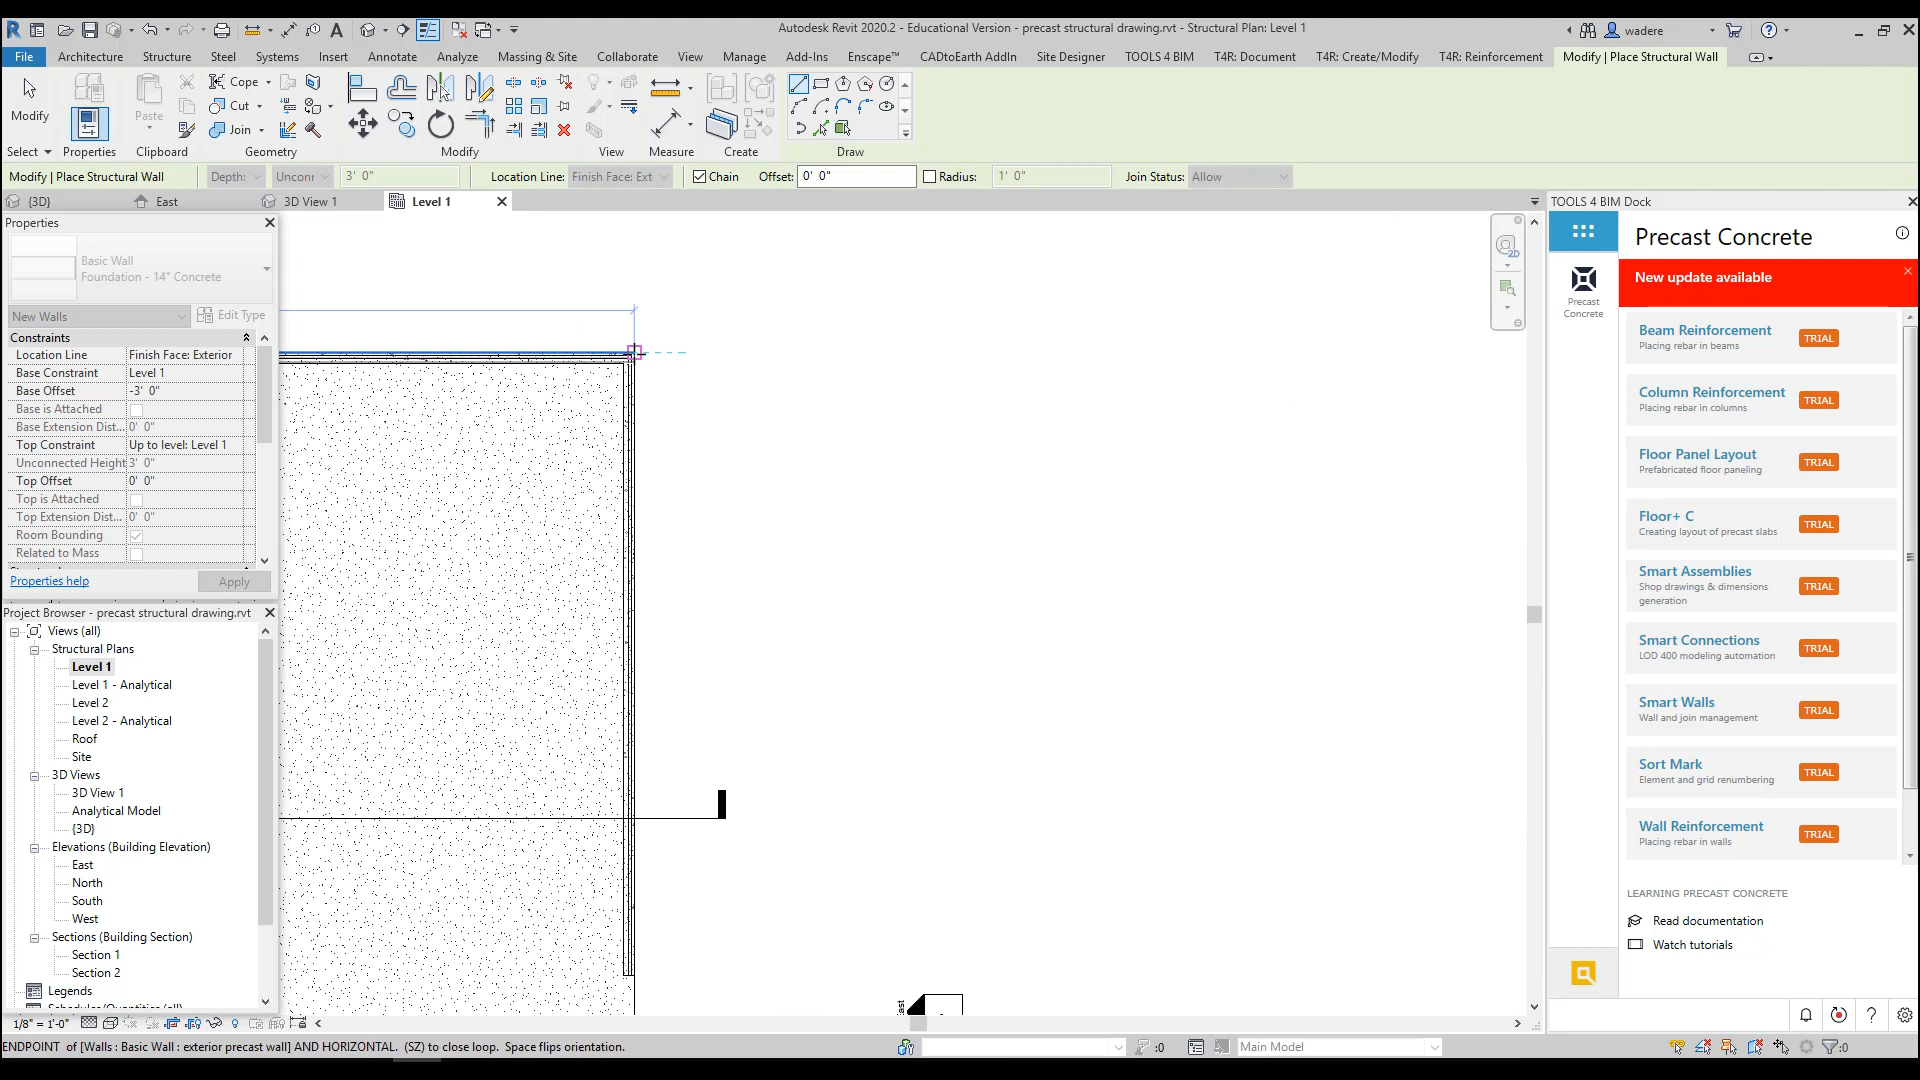 Autodesk Revit 2020.2 - Educational Version - precast structural drawing.rvt - Structural Plan: Level 1
wadere
File Architecture Structure Steel Systems Insert Annotate Analyze Massing & Site Collaborate View Manage Add-Ins Enscape™ CADtoEarth AddIn Site Designer TOOLS 4 BIM T4R: Document T4R: Create/Modify T4R: Reinforcement Modify | Place Structural Wall
Modify
Paste
Cope
Cut
Join
Select Properties Clipboard Geometry Modify View Measure Create Draw
Modify | Place Structural Wall Depth: Unconr 3' 0" Location Line: Finish Face: Ext Chain Offset: 0' 0" Radius: 1' 0" Join Status: Allow
{3D} East 3D View 1 Level 1
Properties
Basic Wall
Foundation - 14" Concrete
New Walls Edit Type
Constraints
Location Line Finish Face: Exterior
Base Constraint Level 1
Base Offset -3' 0"
Base is Attached
Base Extension Dist... 0' 0"
Top Constraint Up to level: Level 1
Unconnected Height 3' 0"
Top Offset 0' 0"
Top is Attached
Top Extension Dist... 0' 0"
Room Bounding
Related to Mass
Properties help Apply
Project Browser - precast structural drawing.rvt
Views (all)
Structural Plans
Level 1
Level 1 - Analytical
Level 2
Level 2 - Analytical
Roof
Site
3D Views
3D View 1
Analytical Model
{3D}
Elevations (Building Elevation)
East
North
South
West
Sections (Building Section)
Section 1
Section 2
Legends
2D
TOOLS 4 BIM Dock
Precast Concrete
Precast
Concrete
New update available
Beam Reinforcement
Placing rebar in beams
TRIAL
Column Reinforcement
Placing rebar in columns
TRIAL
Floor Panel Layout
Prefabricated floor paneling
TRIAL
Floor+ C
Creating layout of precast slabs
TRIAL
Smart Assemblies
Shop drawings & dimensions
generation
TRIAL
Smart Connections
LOD 400 modeling automation
TRIAL
Smart Walls
Wall and join management
TRIAL
Sort Mark
Element and grid renumbering
TRIAL
Wall Reinforcement
Placing rebar in walls
TRIAL
LEARNING PRECAST CONCRETE
Read documentation
Watch tutorials
1/8" = 1'-0"
ENDPOINT of [Walls : Basic Wall : exterior precast wall] AND HORIZONTAL. (SZ) to close loop. Space flips orientation.
:0 Main Model :0